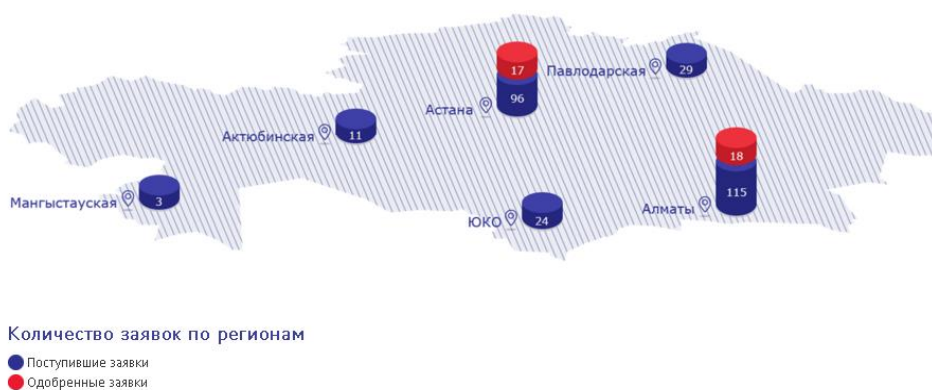 17
Павлодарская
29
Астана
96
Актюбинская
11
18
Мангыстауская
3
ЮКО
24
Алматы
115
Количество заявок по регионам
Поступившие заявки
Одобренные заявки